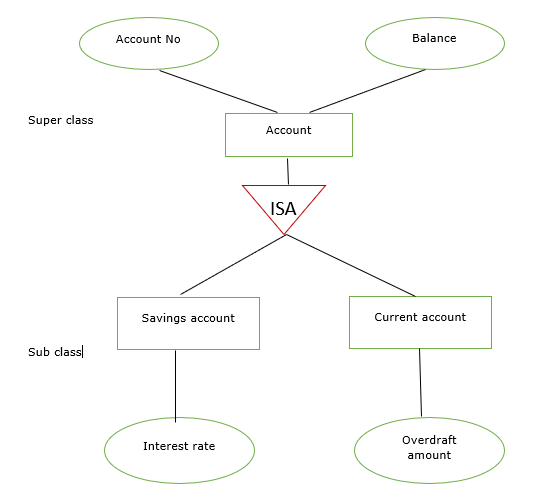 Account No
Balance
Super class
Account
ISA
Savings account
Current account
Sub class
Interest rate
Overdraft
amount